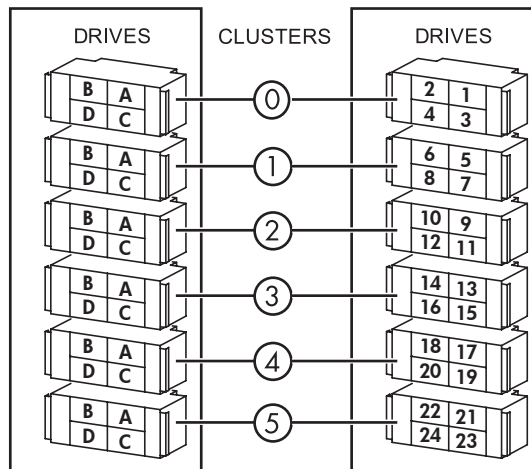 DRIVES CLUSTERS DRIVES
B A 2 1
D C 0 4 3
B A 6 5
D C 1 8 7
B A 10 9
D C 2 12 11
B A 14 13
D C 3 16 15
B A 18 17
D C 4 20 19
B A 22 21
D C 5 24 23